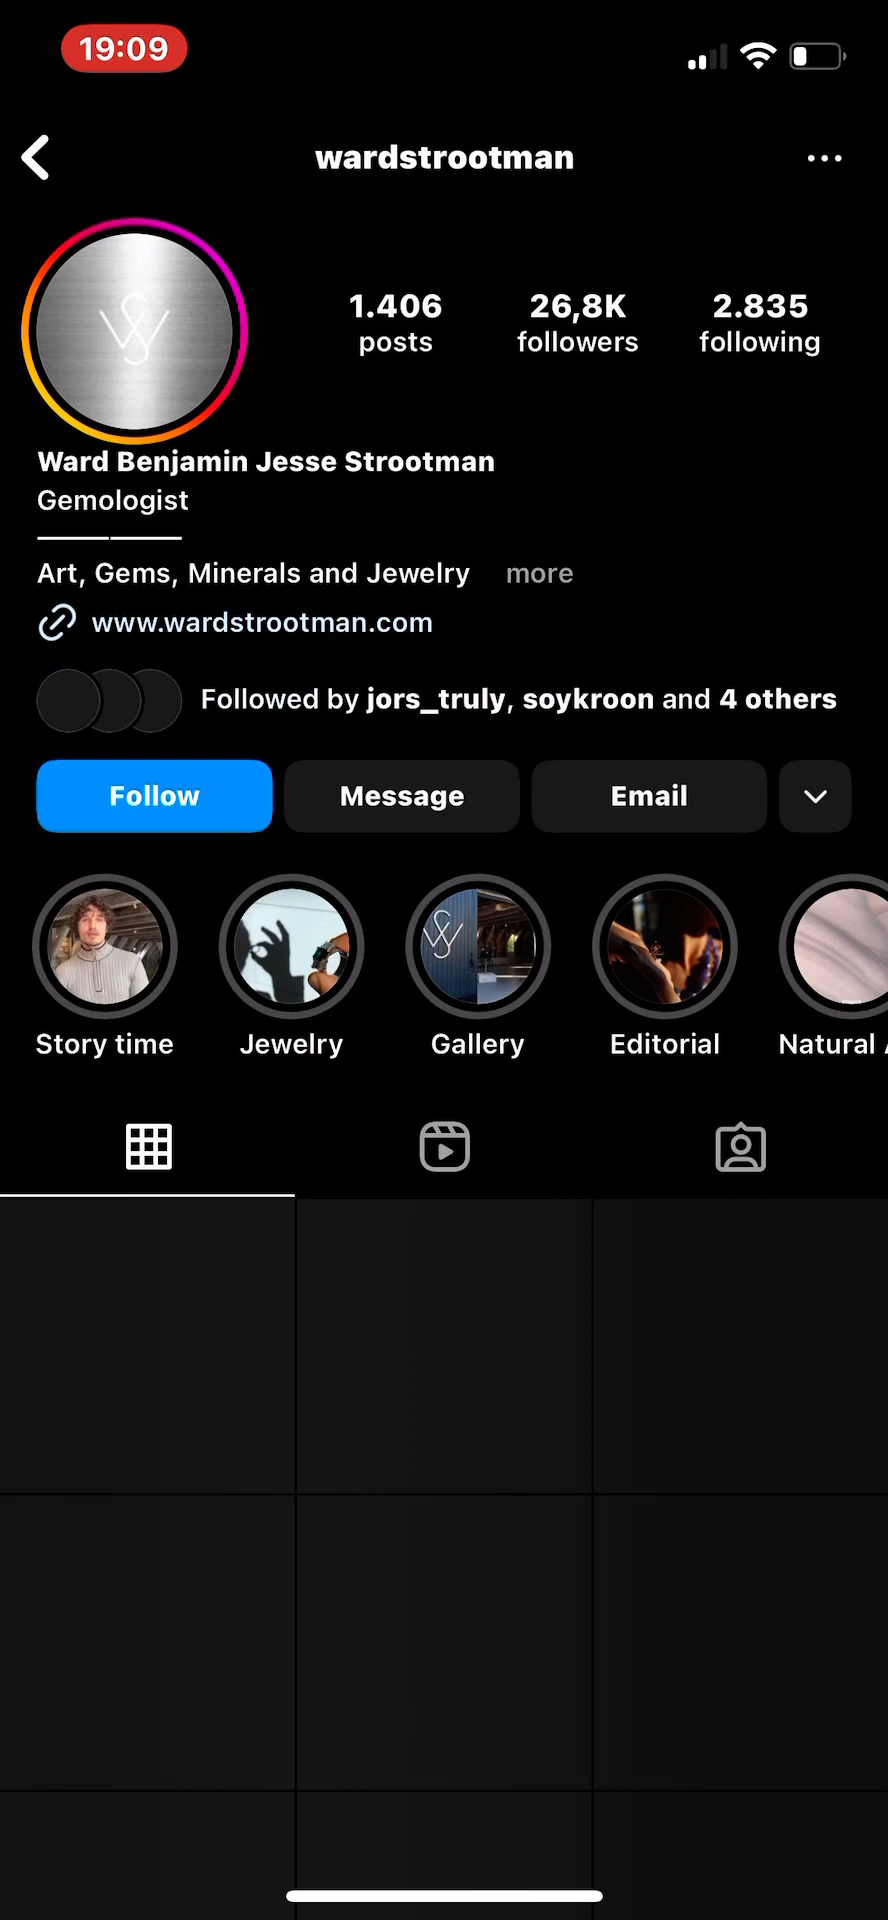 19:09
wardstrootman
1.406 26,8K 2.835
posts followers following
Ward Benjamin Jesse Strootman
Gemologist
Art, Gems, Minerals and Jewelry more
www.wardstrootman.com
Followed by jors_truly, soykroon and 4 others
Follow Message Email
Story time Jewelry Gallery Editorial Natural